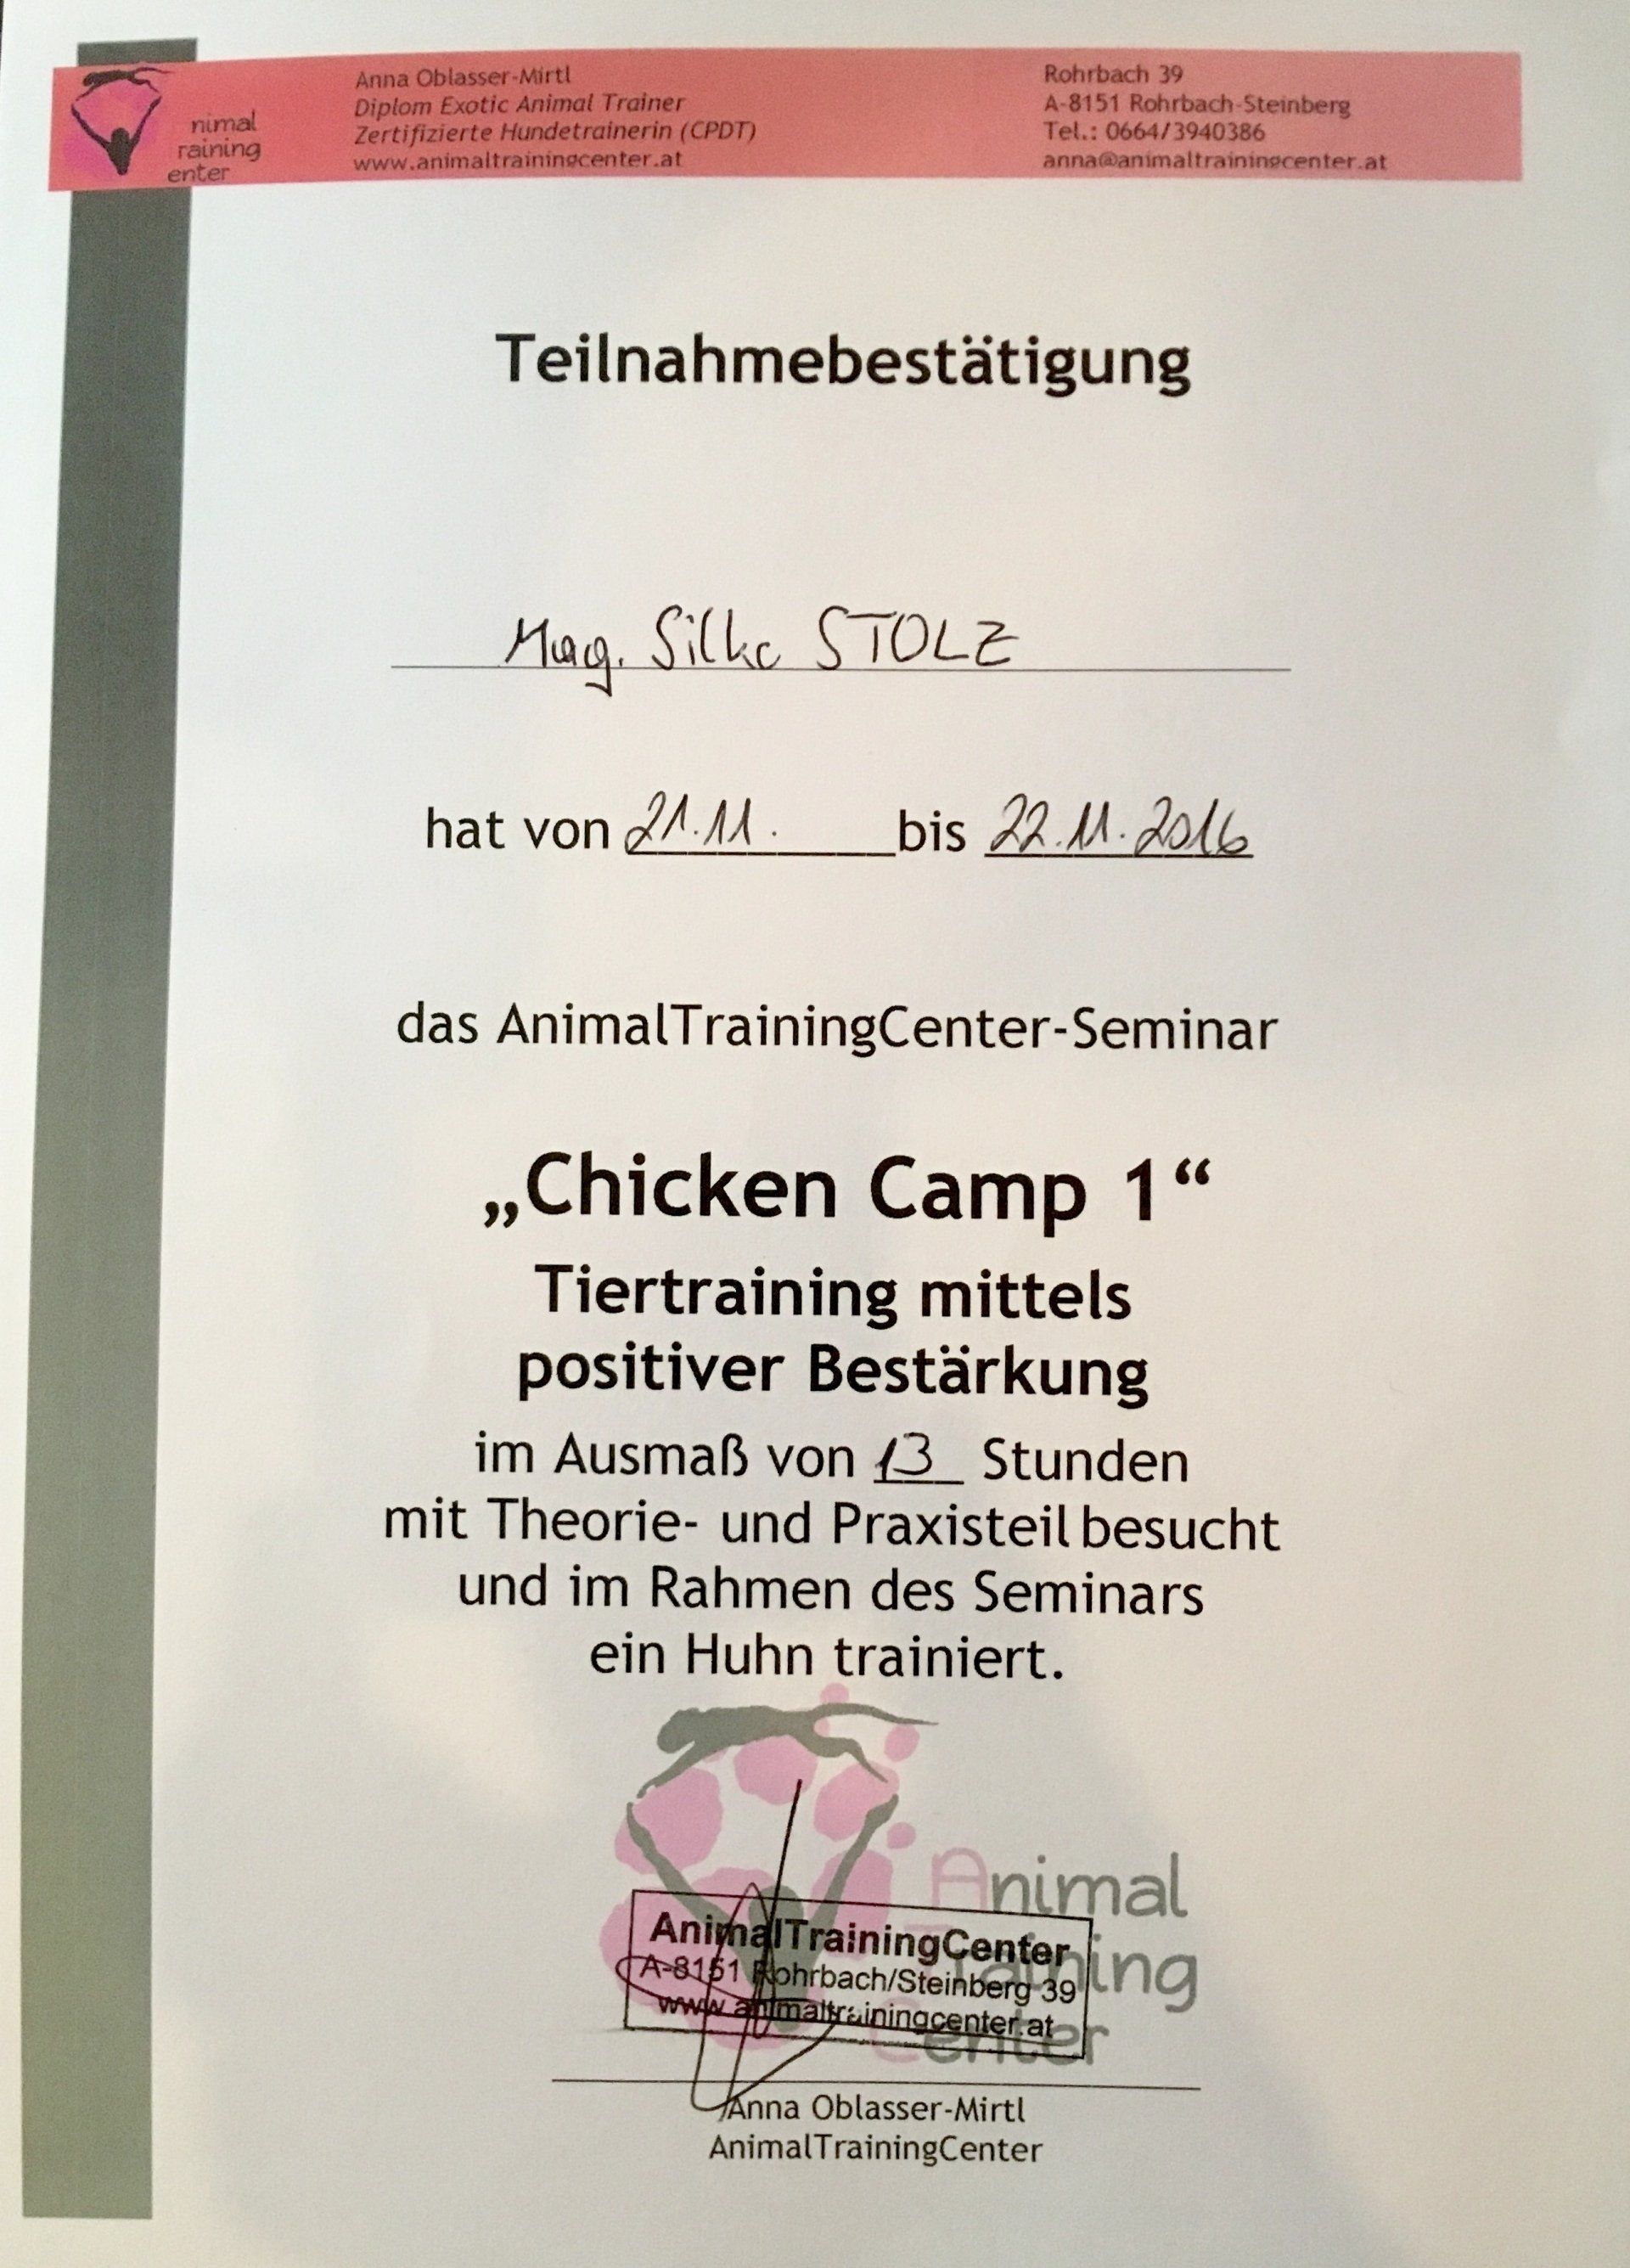 nimal
raining
enter
Anna Oblasser-Mirtl
Diplom Exotic Animal Trainer
Zertifizierte Hundetrainerin (CPDT)
www.animaltrainingcenter.at
Rohrbach 39
A-8151 Rohrbach-Steinberg
Tel.: 0664/3940386
anna@animaltrainingcenter.at
Teilnahmebestätigung
Mag. Silke STOLZ
hat von 21.11. bis 22.11.2016
das AnimalTrainingCenter-Seminar
„Chicken Camp 1“
Tiertraining mittels
positiver Bestärkung
im Ausmaß von 13 Stunden
mit Theorie- und Praxisteil besucht
und im Rahmen des Seminars
ein Huhn trainiert.
Animal
Training
Center
AnimalTrainingCenter
A-8151 Rohrbach/Steinberg 39
www.animaltrainingcenter.at
Anna Oblasser-Mirtl
AnimalTrainingCenter